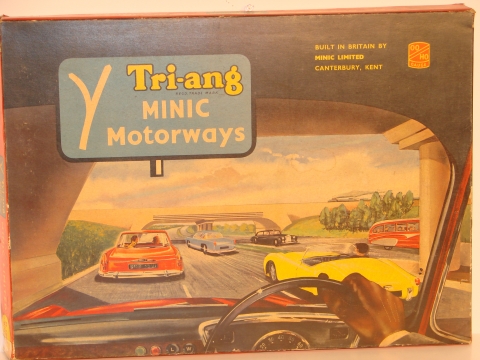 Tri-ang
MINIC
Motorways
BUILT IN BRITAIN BY
MINIC LIMITED
CANTERBURY, KENT